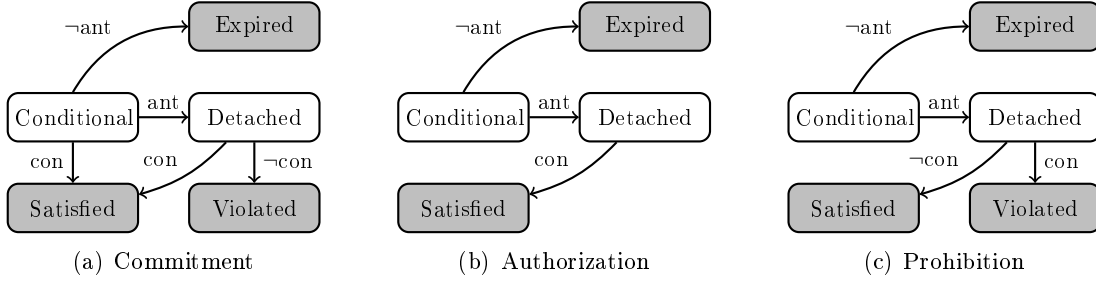 ¬ant
Expired
Conditional
ant
Detached
con
con
¬con
Satisfied
Violated
(a) Commitment
¬ant
Expired
Conditional
ant
Detached
con
Satisfied
(b) Authorization
¬ant
Expired
Conditional
ant
Detached
¬con
con
Satisfied
Violated
(c) Prohibition